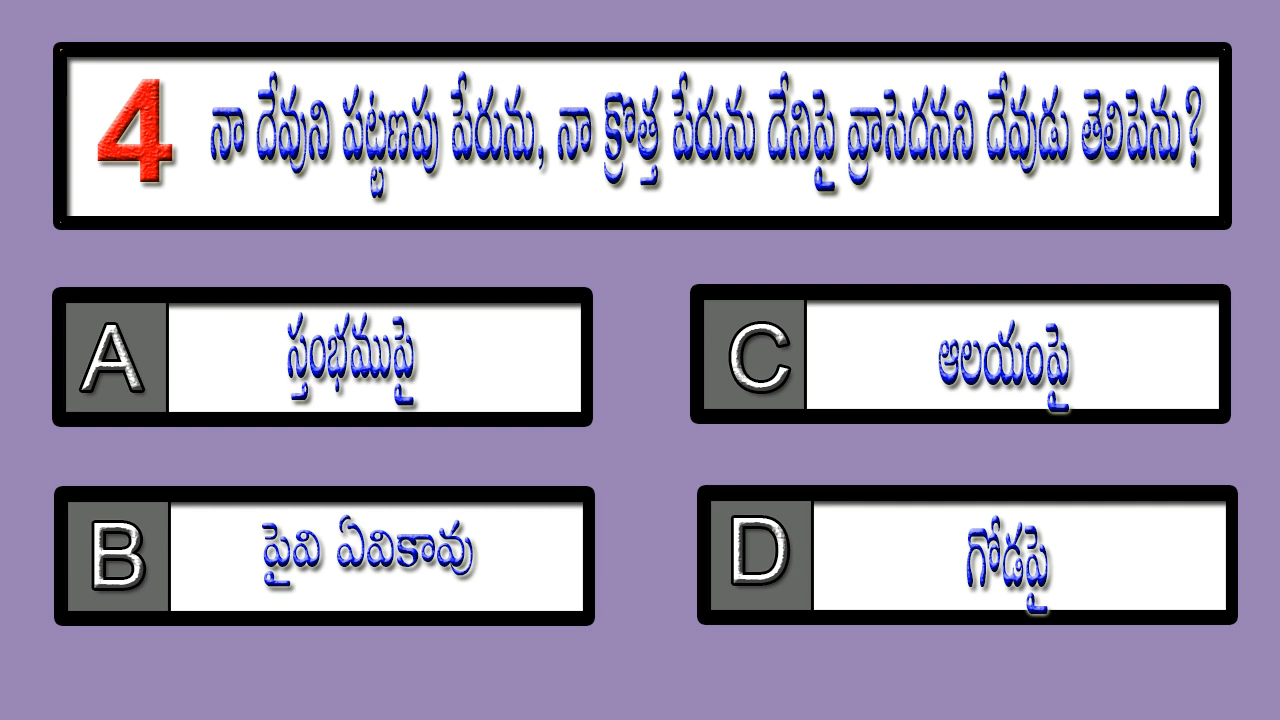 4 నా దేవుని పట్టణపు పేరును, నా క్రొత్త పేరును దేనిపై వ్రాసెదనని దేవుడు తెలిపెను?
A స్తంభముపై
C ఆలయంపై
B పైవి ఏవికావు
D గోడపై